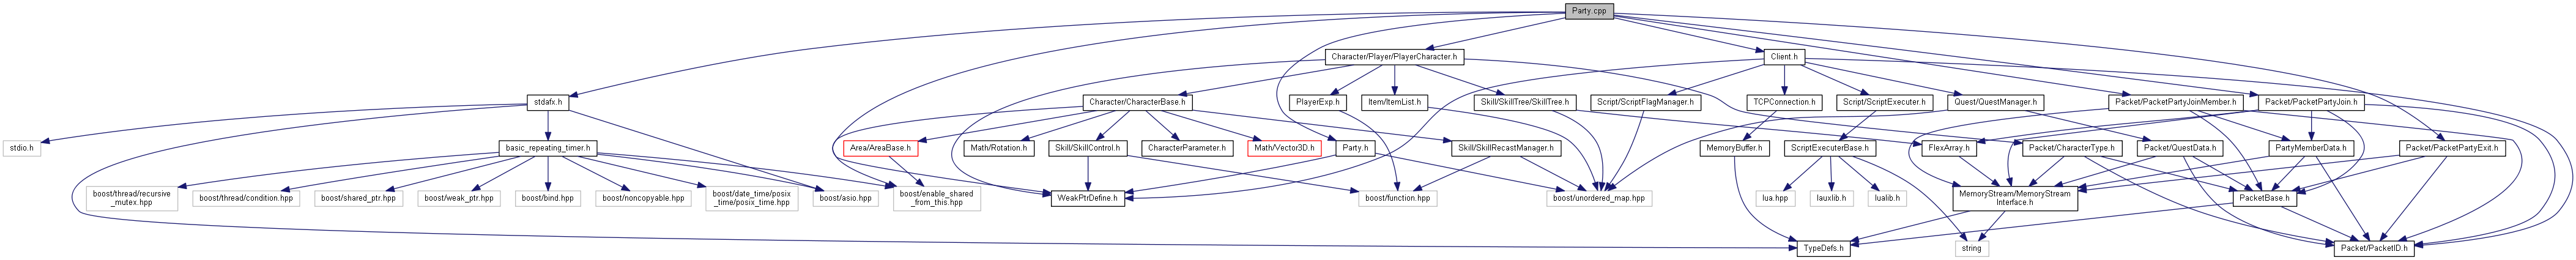 Party.cpp
Character/Player/PlayerCharacter.h
Client.h
stdafx.h
Character/CharacterBase.h
PlayerExp.h
Item/ItemList.h
Skill/SkillTree/SkillTree.h
Script/ScriptFlagManager.h
TCPConnection.h
Script/ScriptExecuter.h
Quest/QuestManager.h
Packet/PacketPartyJoinMember.h
Packet/PacketPartyJoin.h
stdio.h
basic_repeating_timer.h
Area/AreaBase.h
Math/Rotation.h
Skill/SkillControl.h
CharacterParameter.h
Math/Vector3D.h
Party.h
Skill/SkillRecastManager.h
MemoryBuffer.h
ScriptExecuterBase.h
FlexArray.h
Packet/CharacterType.h
Packet/QuestData.h
PartyMemberData.h
Packet/PacketPartyExit.h
boost/thread/recursive
_mutex.hpp
boost/thread/condition.hpp
boost/shared_ptr.hpp
boost/weak_ptr.hpp
boost/bind.hpp
boost/noncopyable.hpp
boost/date_time/posix
_time/posix_time.hpp
boost/asio.hpp
boost/enable_shared
_from_this.hpp
WeakPtrDefine.h
boost/function.hpp
boost/unordered_map.hpp
lua.hpp
lauxlib.h
lualib.h
MemoryStream/MemoryStream
Interface.h
PacketBase.h
TypeDefs.h
string
Packet/PacketID.h